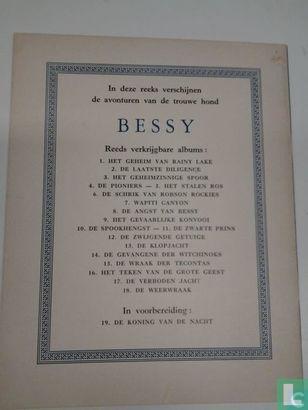 In deze reeks verschijnen
de avonturen van de trouwe hond
BESSY
Reeds verkrijgbare albums :
1. HET GEHEIM VAN RAINY LAKE
2. DE LAATSTE DILIGENCE
3. HET GEHEIMZINNIGE SPOOR
4. DE PIONIERS — 5. HET STALEN ROS
6. DE SCHRIK VAN ROBSON ROCKIES
7. WAPITI CANYON
8. DE ANGST VAN BESSY
9. HET GEVAARLIJKE KONVOOI
10. DE SPOOKHENGST — 11. DE ZWARTE PRINS
12. DE ZWIJGENDE GETUIGE
13. DE KLOPJACHT
14. DE GEVANGENE DER WITCHINOKS
15. DE WRAAK DER TECONTAS
16. HET TEKEN VAN DE GROTE GEEST
17. DE VERBODEN JACHT
18. DE WEERWRAAK
In voorbereiding :
19. DE KONING VAN DE NACHT